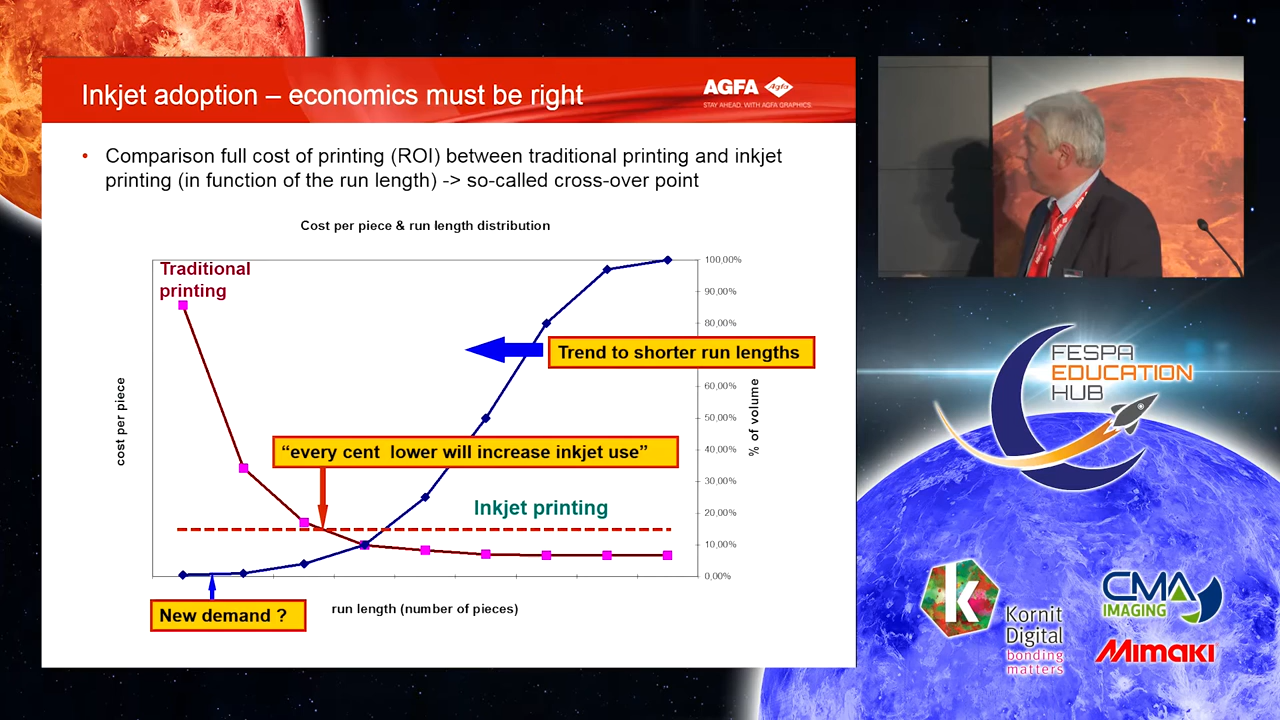 Inkjet adoption – economics must be right
AGFA
Agfa
STAY AHEAD. WITH AGFA GRAPHICS.
• Comparison full cost of printing (ROI) between traditional printing and inkjet
printing (in function of the run length) -> so-called cross-over point
Cost per piece & run length distribution
Traditional
printing
100,00%
90,00%
80,00%
Trend to shorter run lengths
60,00%
50,00%
40,00%
30,00%
20,00%
10,00%
0,00%
cost per piece
% of volume
“every cent lower will increase inkjet use”
Inkjet printing
New demand ?
run length (number of pieces)
AGFA
FESPA
EDUCATION
HUB
k
Kornit
Digital
bonding
matters
CMA
IMAGING
Mimaki